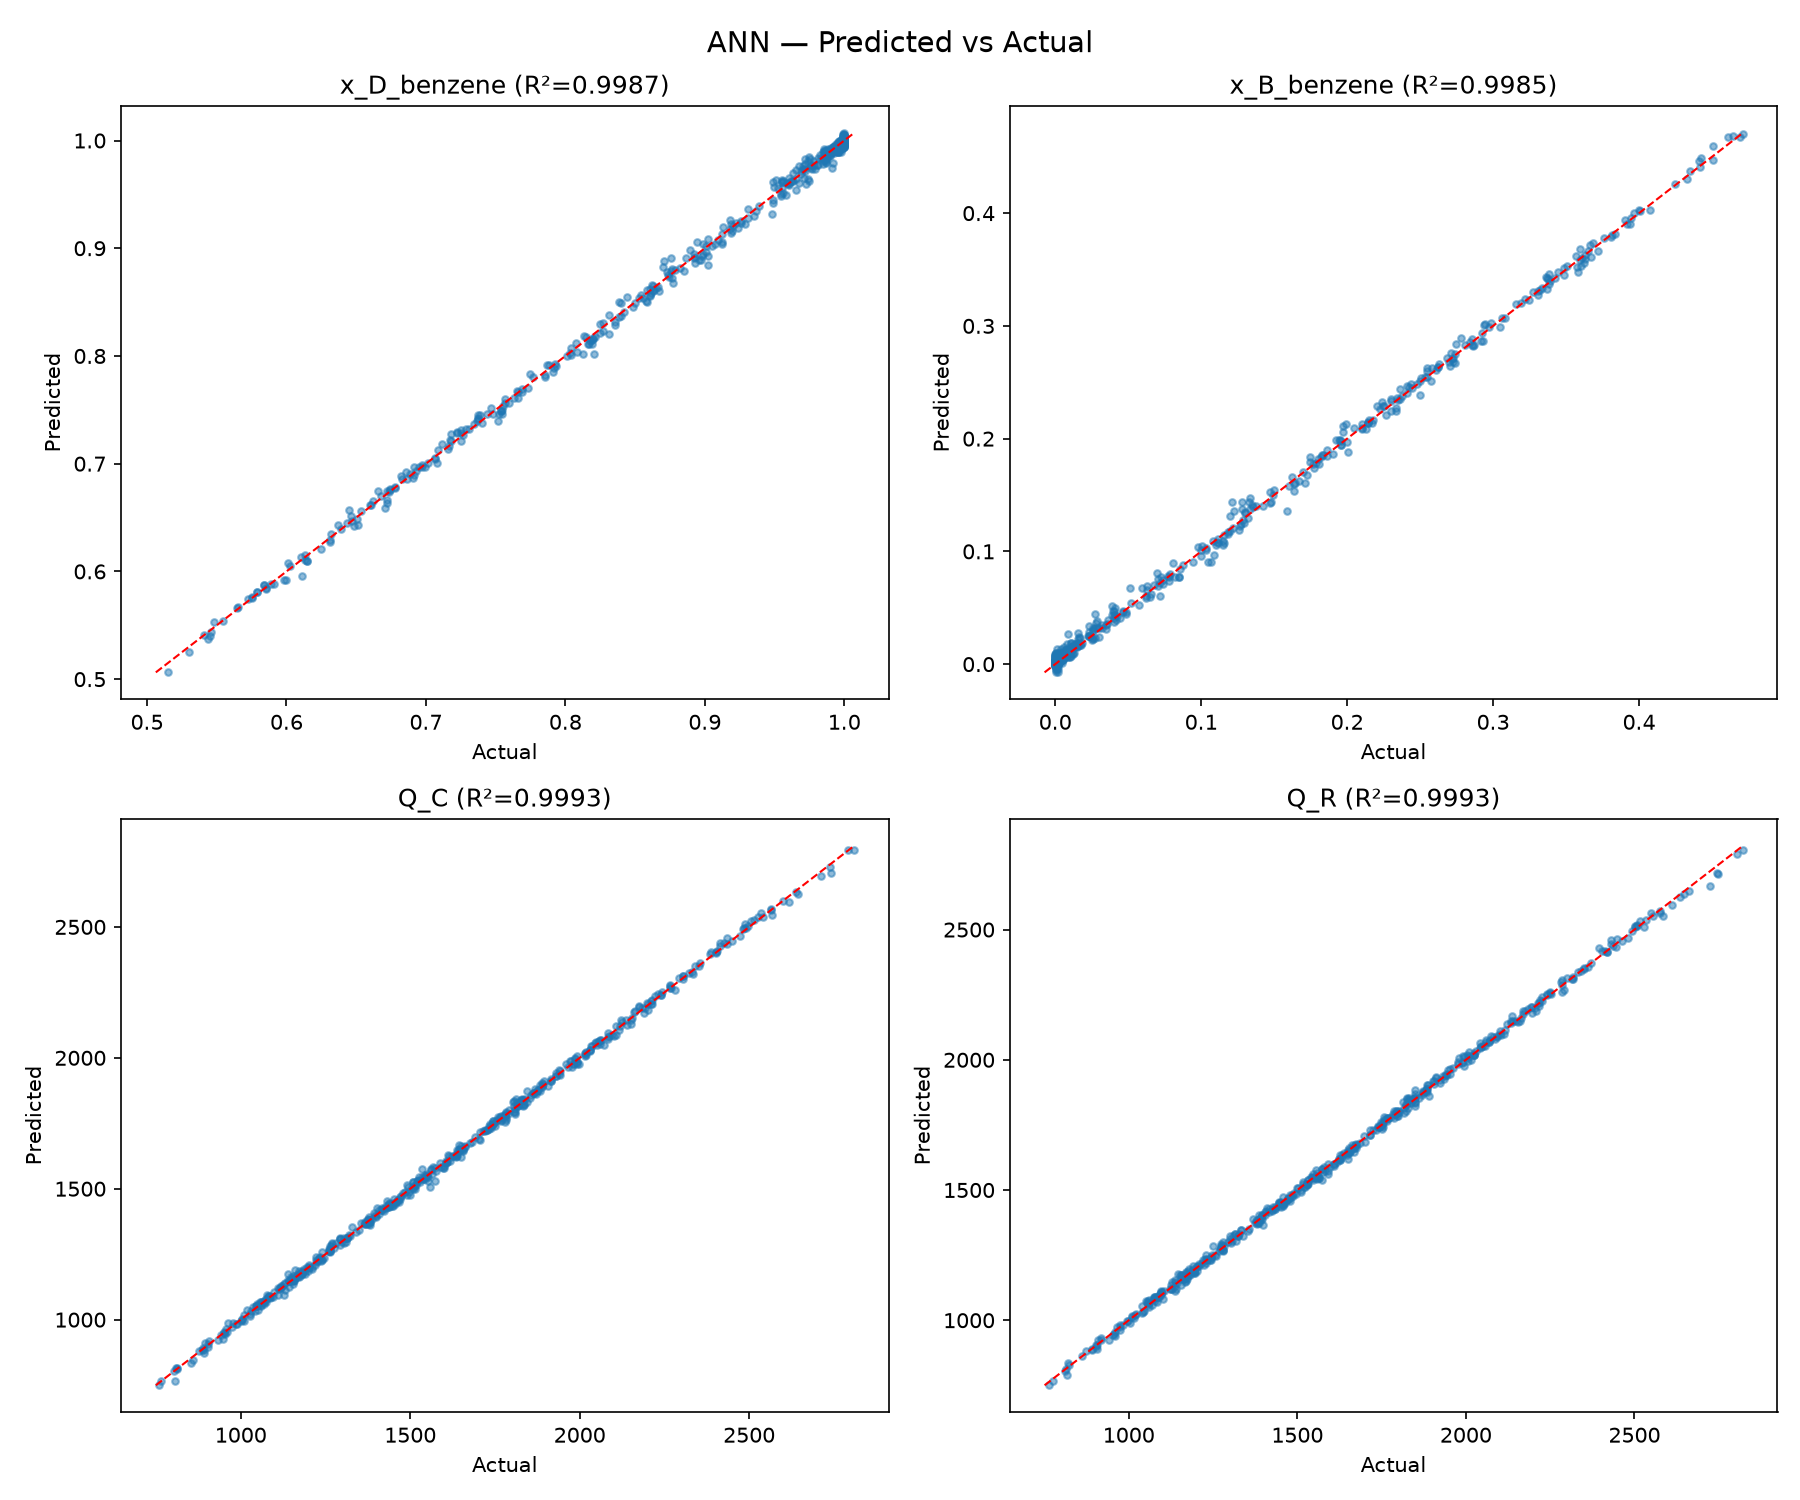 ANN — Predicted vs Actual
x_D_benzene (R²=0.9987)
1.0
0.9
0.8
0.7
0.6
0.5
Predicted
0.5 0.6 0.7 0.8 0.9 1.0
Actual
x_B_benzene (R²=0.9985)
0.4
0.3
0.2
0.1
0.0
Predicted
0.0 0.1 0.2 0.3 0.4
Actual
Q_C (R²=0.9993)
2500
2000
1500
1000
Predicted
1000 1500 2000 2500
Actual
Q_R (R²=0.9993)
2500
2000
1500
1000
Predicted
1000 1500 2000 2500
Actual